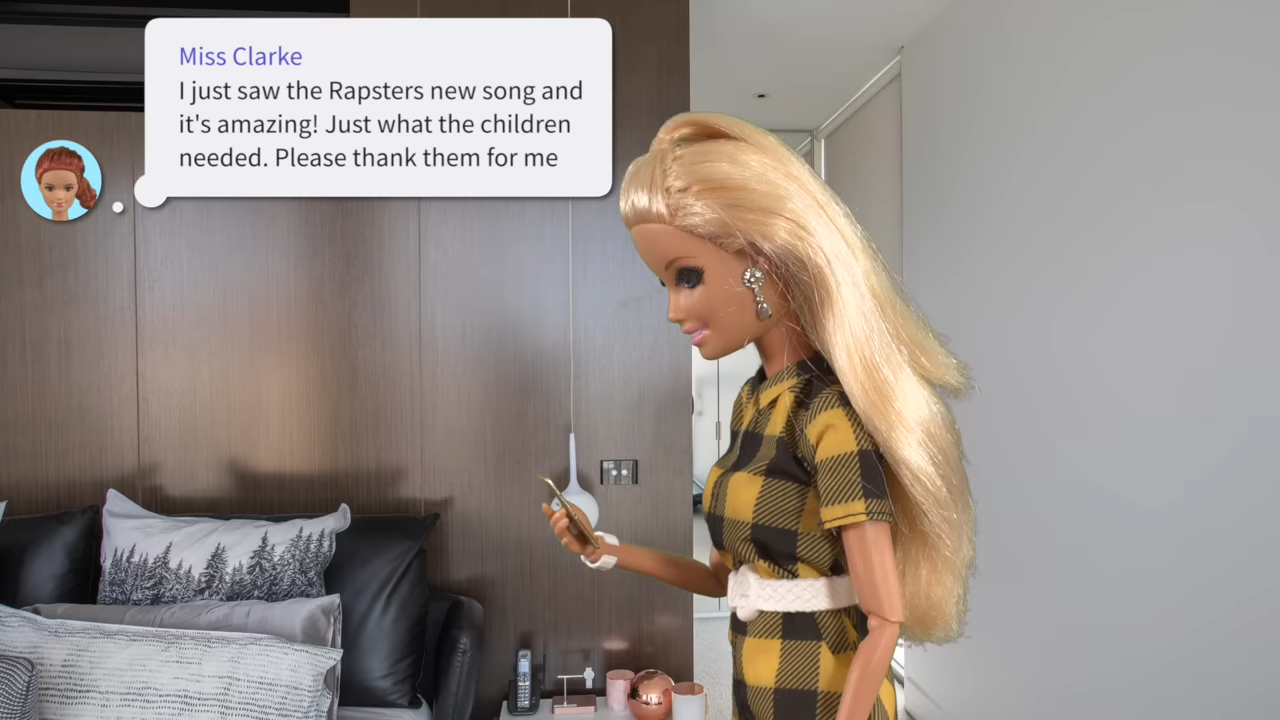 Miss Clarke
I just saw the Rapsters new song and
it's amazing! Just what the children
needed. Please thank them for me